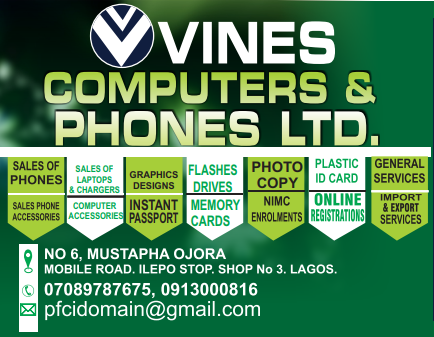 VINES
COMPUTERS &
PHONES LTD.
SALES OF
PHONES
SALES PHONE
ACCESSORIES
SALES OF
LAPTOPS
& CHARGERS
COMPUTER
ACCESSORIES
GRAPHICS
DESIGNS
INSTANT
PASSPORT
FLASHES
DRIVES
MEMORY
CARDS
PHOTO
COPY
NIMC
ENROLMENTS
PLASTIC
ID CARD
ONLINE
REGISTRATIONS
GENERAL
SERVICES
IMPORT
& EXPORT
SERVICES
NO 6, MUSTAPHA OJORA
MOBILE ROAD. ILEPO STOP. SHOP No 3. LAGOS.
07089787675, 0913000816
pfcidomain@gmail.com